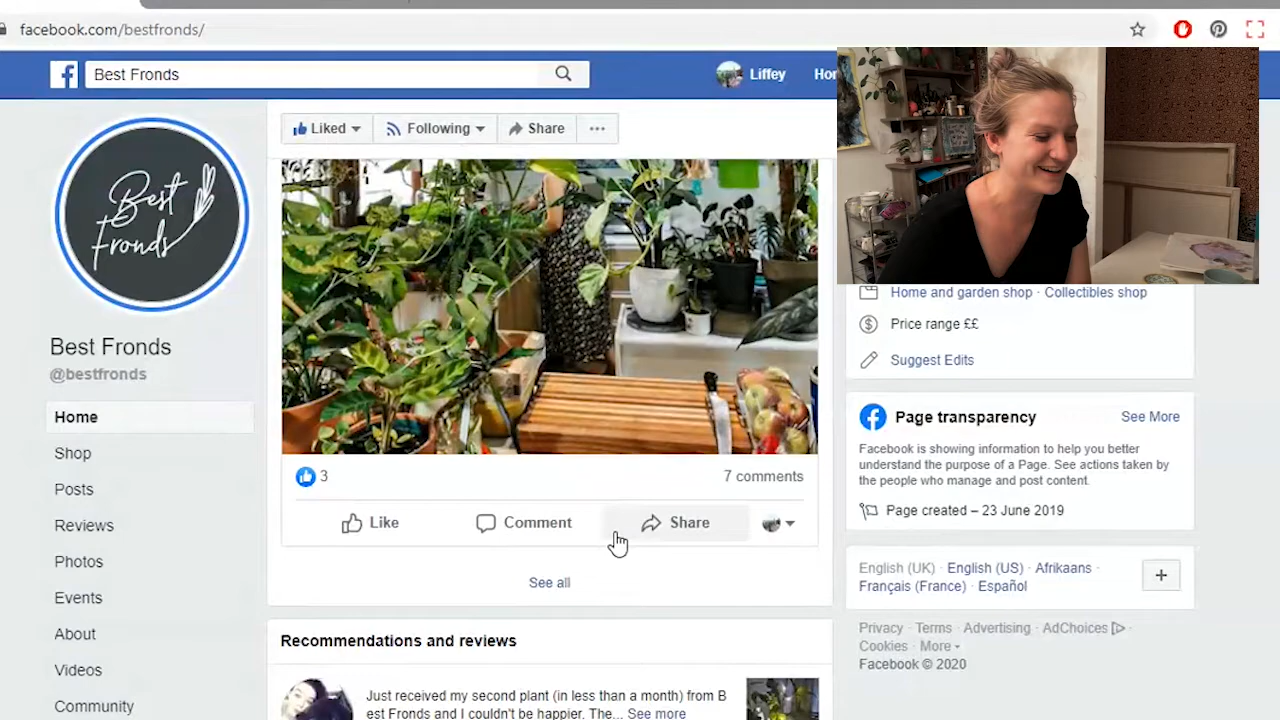 facebook.com/bestfronds/
Best Fronds
Liffey
Liked
Following
Share
Best
Fronds
Best Fronds
@bestfronds
Home
Shop
Posts
Reviews
Photos
Events
About
Videos
Community
3
7 comments
Like
Comment
Share
See all
Recommendations and reviews
Just received my second plant (in less than a month) from B
est Fronds and I couldn't be happier. The... See more
Home and garden shop · Collectibles shop
Price range ££
Suggest Edits
Page transparency
See More
Facebook is showing information to help you better
understand the purpose of a Page. See actions taken by
the people who manage and post content.
Page created – 23 June 2019
English (UK) · English (US) · Afrikaans ·
Français (France) · Español
Privacy · Terms · Advertising · AdChoices ·
Cookies · More
Facebook © 2020